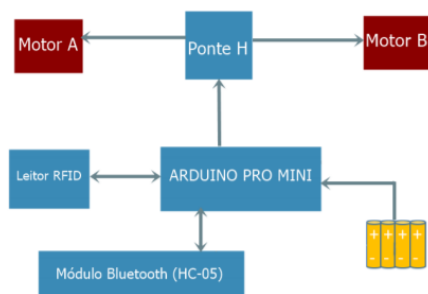 Motor A
Ponte H
Motor B
Leitor RFID
ARDUINO PRO MINI
+ + + +
- - - -
Módulo Bluetooth (HC-05)